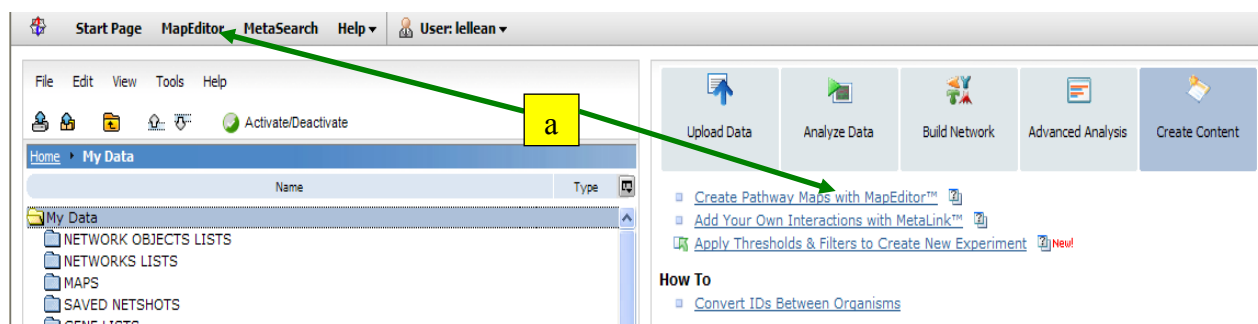 Start Page MapEditor MetaSearch Help User: lellean
File Edit View Tools Help
Activate/Deactivate
Home My Data
Name Type
My Data
NETWORK OBJECTS LISTS
NETWORKS LISTS
MAPS
SAVED NETSHOTS
GENE LISTS
a
Upload Data Analyze Data Build Network Advanced Analysis Create Content
Create Pathway Maps with MapEditor™
Add Your Own Interactions with MetaLink™
Apply Thresholds & Filters to Create New Experiment New!
How To
Convert IDs Between Organisms